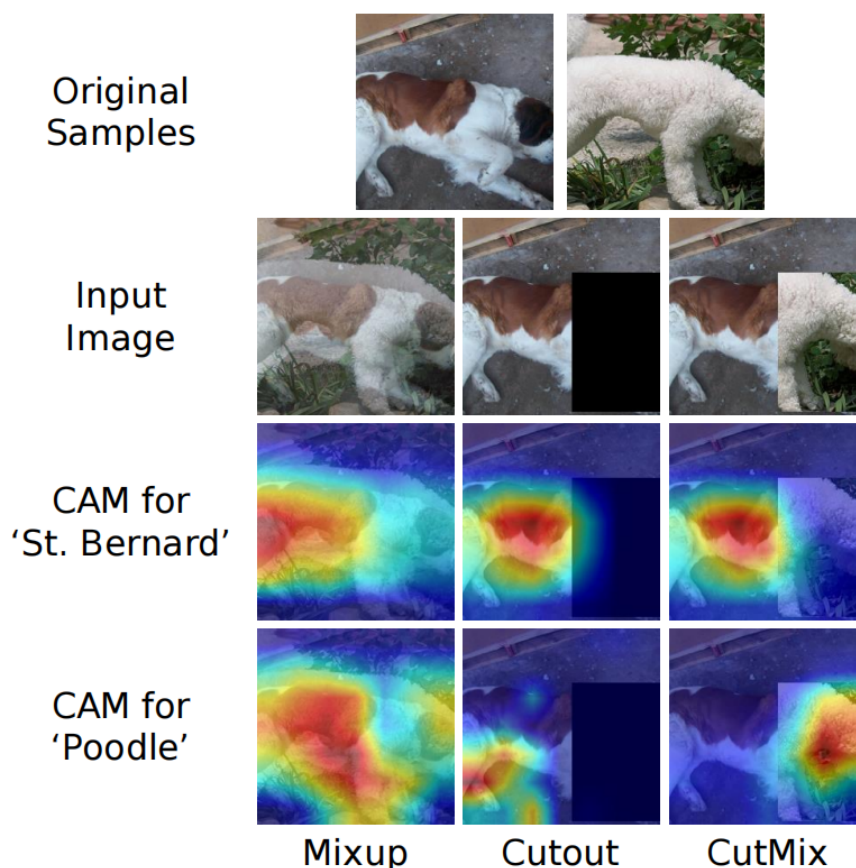 Original
Samples
Input
Image
CAM for
‘St. Bernard’
CAM for
‘Poodle’
Mixup Cutout CutMix